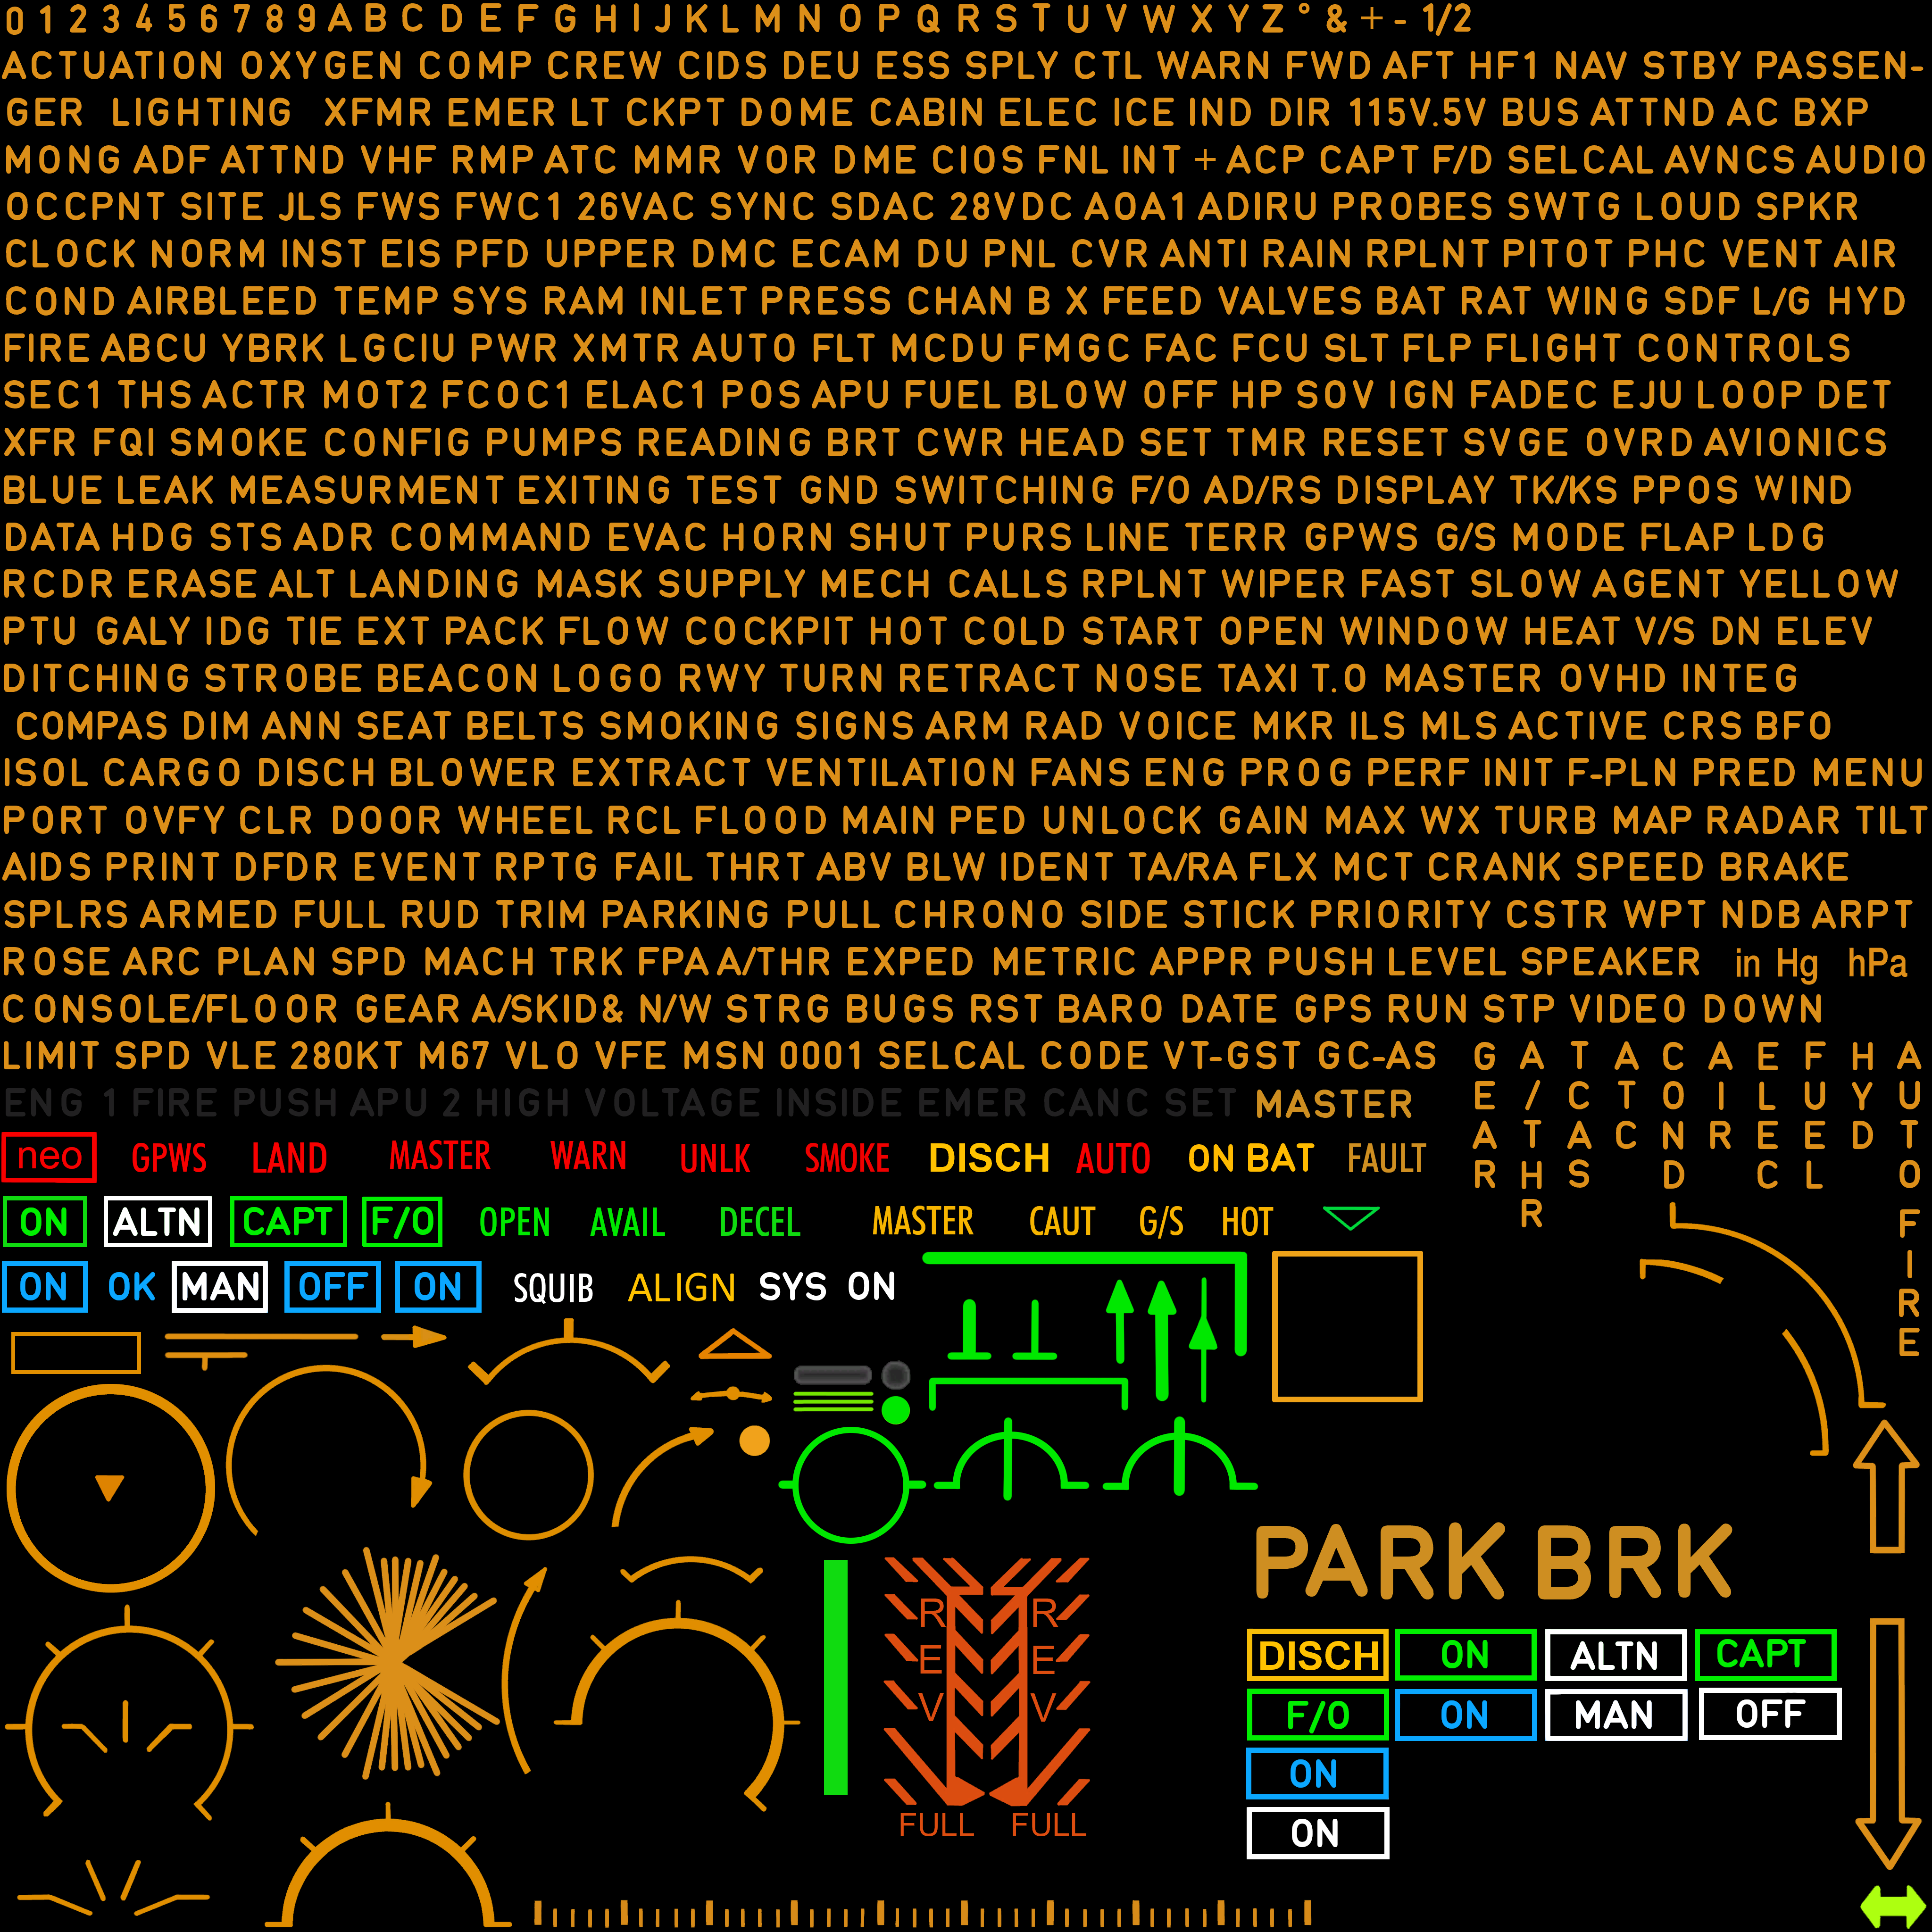 0 1 2 3 4 5 6 7 8 9 A B C D E F G H I J K L M N O P Q R S T U V W X Y Z ° & + - 1/2
ACTUATION OXYGEN COMP CREW CIDS DEU ESS SPLY CTL WARN FWD AFT HF1 NAV STBY PASSEN-
GER LIGHTING XFMR EMER LT CKPT DOME CABIN ELEC ICE IND DIR 115V.5V BUS ATTND AC BXP
MONG ADF ATTND VHF RMP ATC MMR VOR DME CIOS FNL INT + ACP CAPT F/D SELCAL AVNCS AUDIO
OCCPNT SITE JLS FWS FWC1 26VAC SYNC SDAC 28VDC AOA1 ADIRU PROBES SWTG LOUD SPKR
CLOCK NORM INST EIS PFD UPPER DMC ECAM DU PNL CVR ANTI RAIN RPLNT PITOT PHC VENT AIR
COND AIRBLEED TEMP SYS RAM INLET PRESS CHAN B X FEED VALVES BAT RAT WING SDF L/G HYD
FIRE ABCU YBRK LGCIU PWR XMTR AUTO FLT MCDU FMGC FAC FCU SLT FLP FLIGHT CONTROLS
SEC1 THS ACTR MOT2 FCOC1 ELAC1 POS APU FUEL BLOW OFF HP SOV IGN FADEC EJU LOOP DET
XFR FQI SMOKE CONFIG PUMPS READING BRT CWR HEAD SET TMR RESET SVGE OVRD AVIONICS
BLUE LEAK MEASURMENT EXITING TEST GND SWITCHING F/O AD/RS DISPLAY TK/KS PPOS WIND
DATA HDG STS ADR COMMAND EVAC HORN SHUT PURS LINE TERR GPWS G/S MODE FLAP LDG
RCDR ERASE ALT LANDING MASK SUPPLY MECH CALLS RPLNT WIPER FAST SLOW AGENT YELLOW
PTU GALY IDG TIE EXT PACK FLOW COCKPIT HOT COLD START OPEN WINDOW HEAT V/S DN ELEV
DITCHING STROBE BEACON LOGO RWY TURN RETRACT NOSE TAXI T.O MASTER OVHD INTEG
COMPAS DIM ANN SEAT BELTS SMOKING SIGNS ARM RAD VOICE MKR ILS MLS ACTIVE CRS BFO
ISOL CARGO DISCH BLOWER EXTRACT VENTILATION FANS ENG PROG PERF INIT F-PLN PRED MENU
PORT OVFY CLR DOOR WHEEL RCL FLOOD MAIN PED UNLOCK GAIN MAX WX TURB MAP RADAR TILT
AIDS PRINT DFDR EVENT RPTG FAIL THRT ABV BLW IDENT TA/RA FLX MCT CRANK SPEED BRAKE
SPLRS ARMED FULL RUD TRIM PARKING PULL CHRONO SIDE STICK PRIORITY CSTR WPT NDB ARPT
ROSE ARC PLAN SPD MACH TRK FPA A/THR EXPED METRIC APPR PUSH LEVEL SPEAKER in Hg hPa
CONSOLE/FLOOR GEAR A/SKID& N/W STRG BUGS RST BARO DATE GPS RUN STP VIDEO DOWN
LIMIT SPD VLE 280KT M67 VLO VFE MSN 0001 SELCAL CODE VT-GST GC-AS
GEAR
A/THR
TCAS
ATC
COND
AIR
ELEC
FUEL
HYD
AUTO FIRE
ENG 1 FIRE PUSH APU 2 HIGH VOLTAGE INSIDE EMER CANC SET MASTER
neo GPWS LAND MASTER WARN UNLK SMOKE DISCH AUTO ON BAT FAULT
ON ALTN CAPT F/O OPEN AVAIL DECEL MASTER CAUT G/S HOT
ON OK MAN OFF ON SQUIB ALIGN SYS ON
PARK BRK
REV REV
FULL FULL
DISCH ON ALTN CAPT
F/O ON MAN OFF
ON
ON